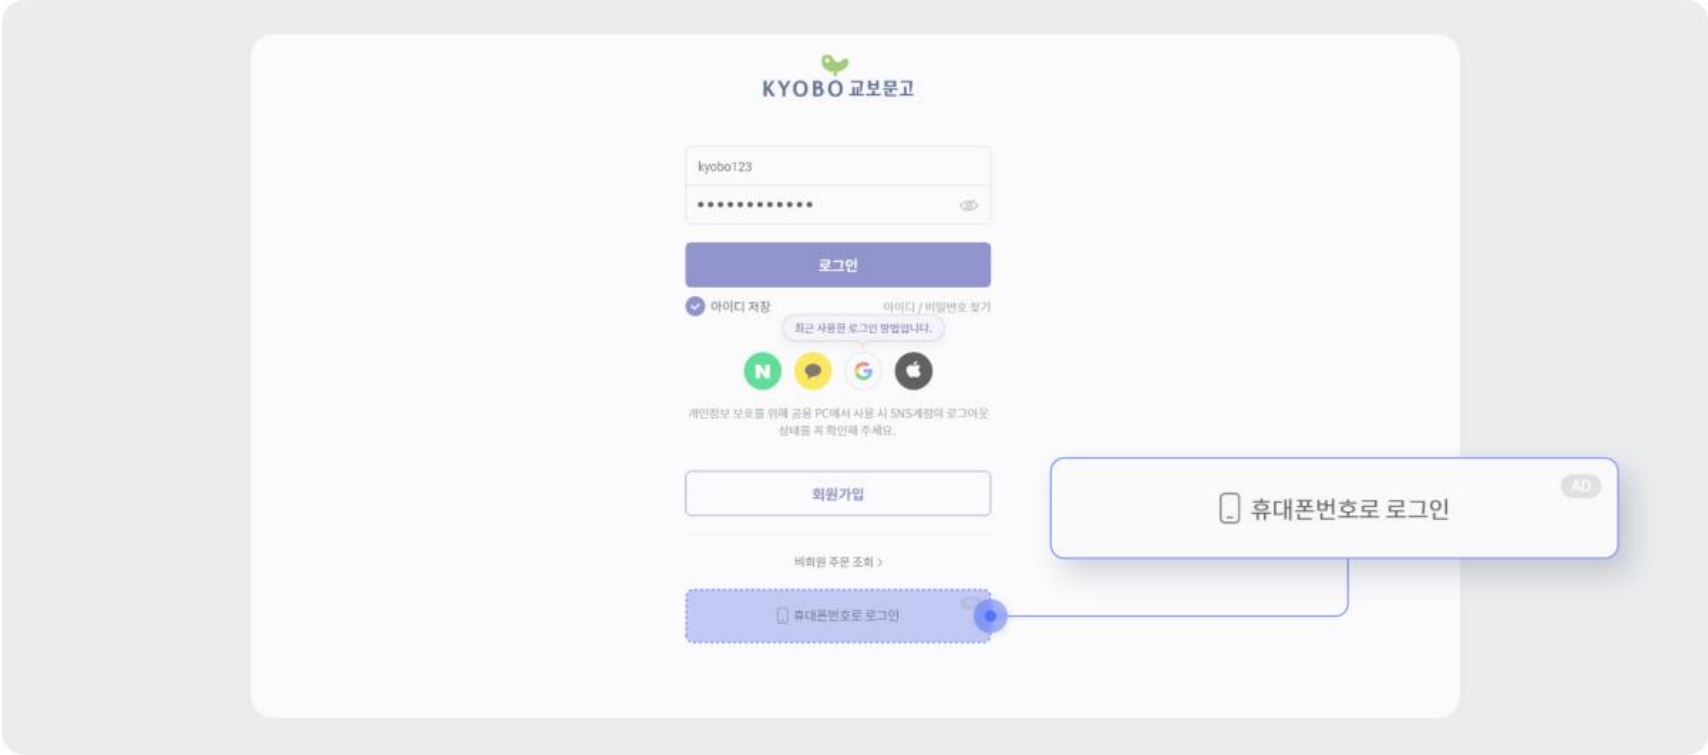 KYOBO 교보문고
kyobo123
로그인
아이디 저장
아이디 / 비밀번호 찾기
최근 사용한 로그인 방법입니다.
N
G
개인정보 보호를 위해 공용 PC에서 사용 시 SNS계정의 로그아웃
상태를 꼭 확인해 주세요.
회원가입
비회원 주문 조회 >
휴대폰번호로 로그인
AD
휴대폰번호로 로그인